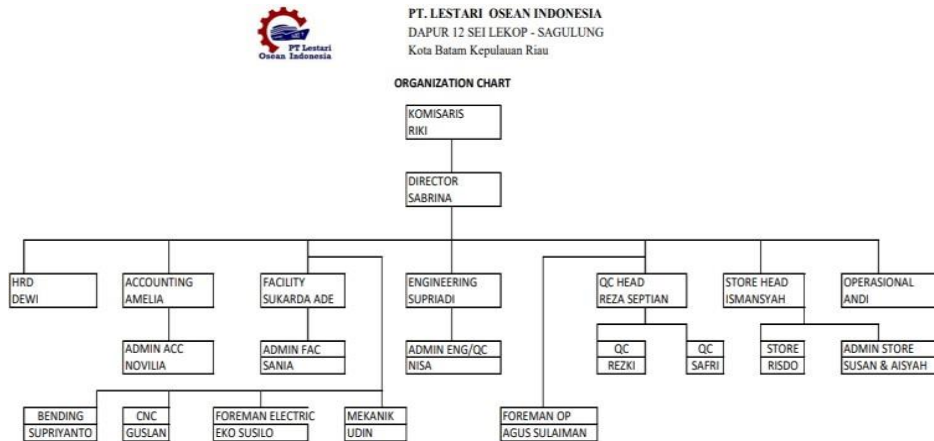 PT Lestari
Osean Indonesia
PT. LESTARI OSEAN INDONESIA
DAPUR 12 SEI LEKOP - SAGULUNG
Kota Batam Kepulauan Riau
ORGANIZATION CHART
KOMISARIS
RIKI
DIRECTOR
SABRINA
HRD
DEWI
ACCOUNTING
AMELIA
FACILITY
SUKARDA ADE
ENGINEERING
SUPRIADI
QC HEAD
REZA SEPTIAN
STORE HEAD
ISMANSYAH
OPERASIONAL
ANDI
ADMIN ACC
NOVILIA
ADMIN FAC
SANIA
ADMIN ENG/QC
NISA
QC
REZKI
QC
SAFRI
STORE
RISDO
ADMIN STORE
SUSAN & AISYAH
BENDING
SUPRIYANTO
CNC
GUSLAN
FOREMAN ELECTRIC
EKO SUSILO
MEKANIK
UDIN
FOREMAN OP
AGUS SULAIMAN